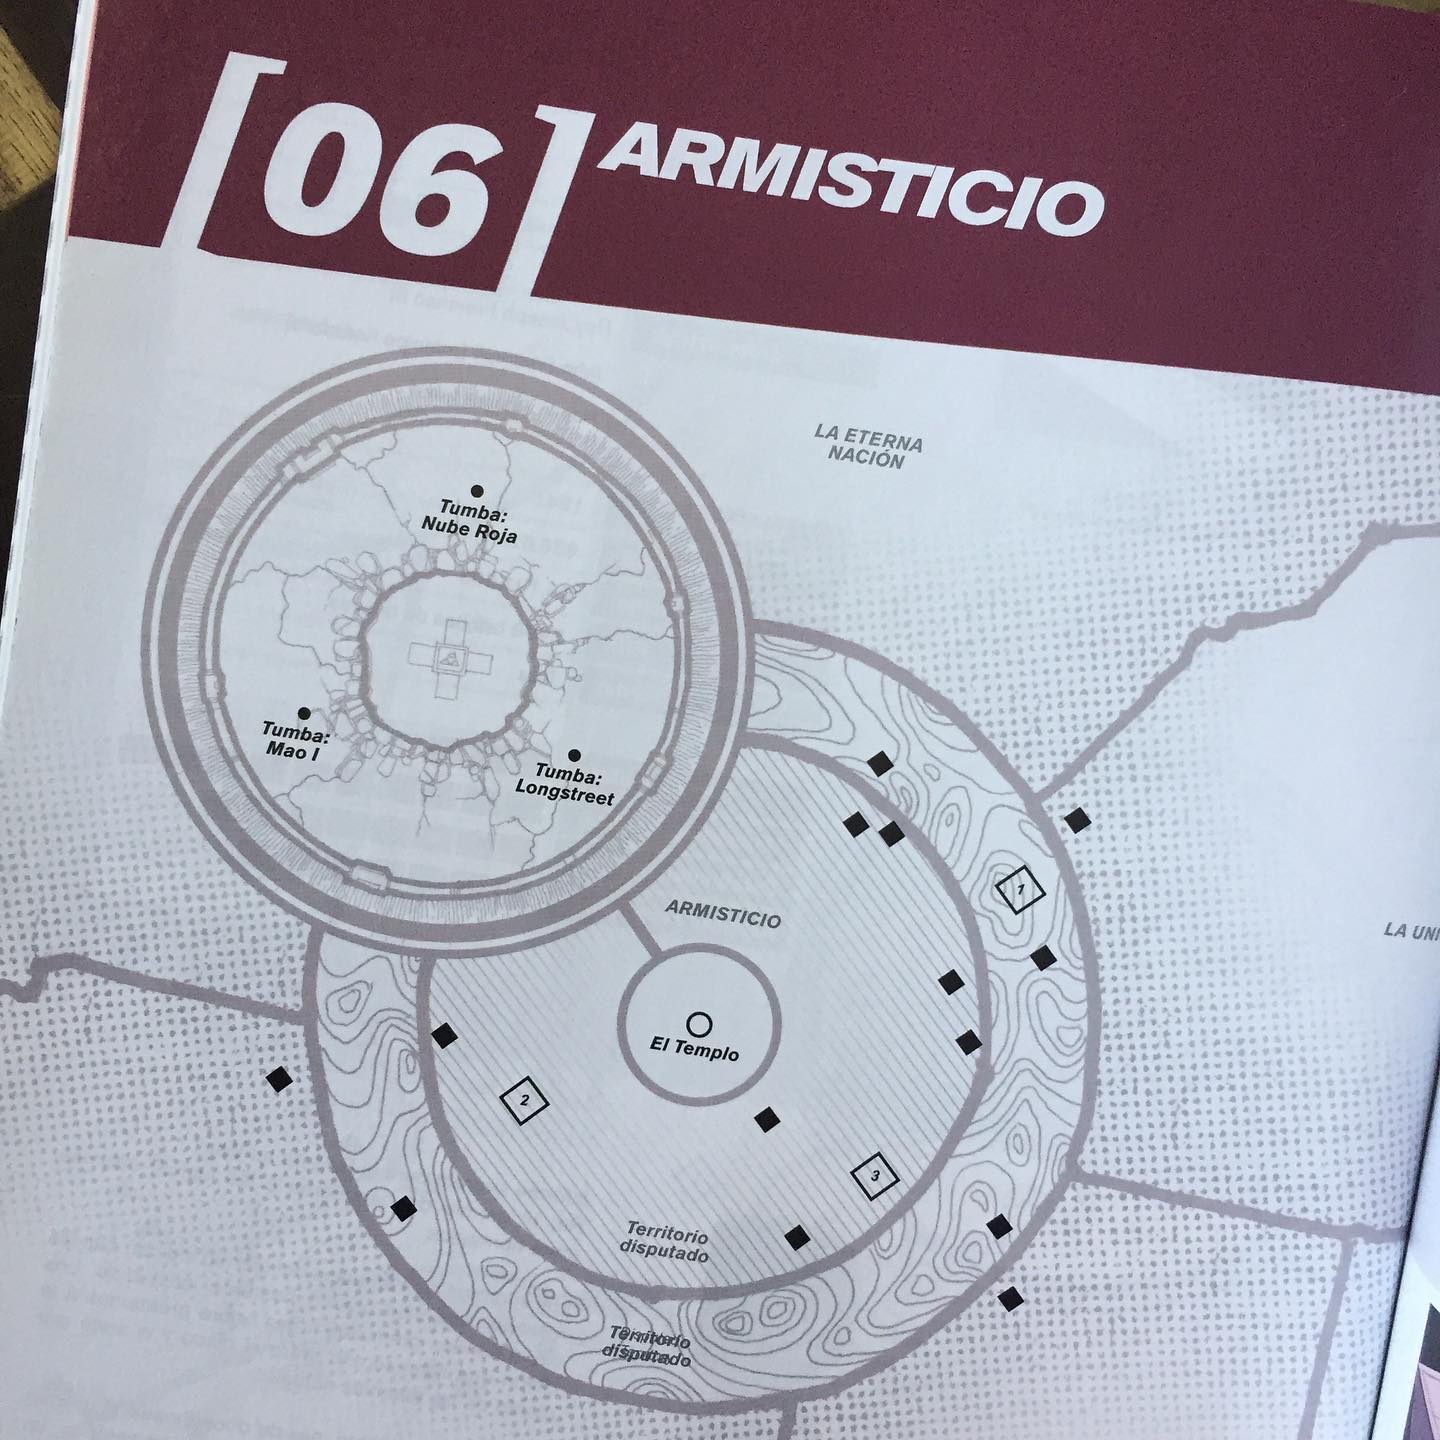 [06] ARMISTICIO
LA ETERNA
NACIÓN
Tumba:
Nube Roja
Tumba:
Mao I
Tumba:
Longstreet
1
LA UNI
ARMISTICIO
El Templo
2
3
Territorio
disputado
Territorio
disputado